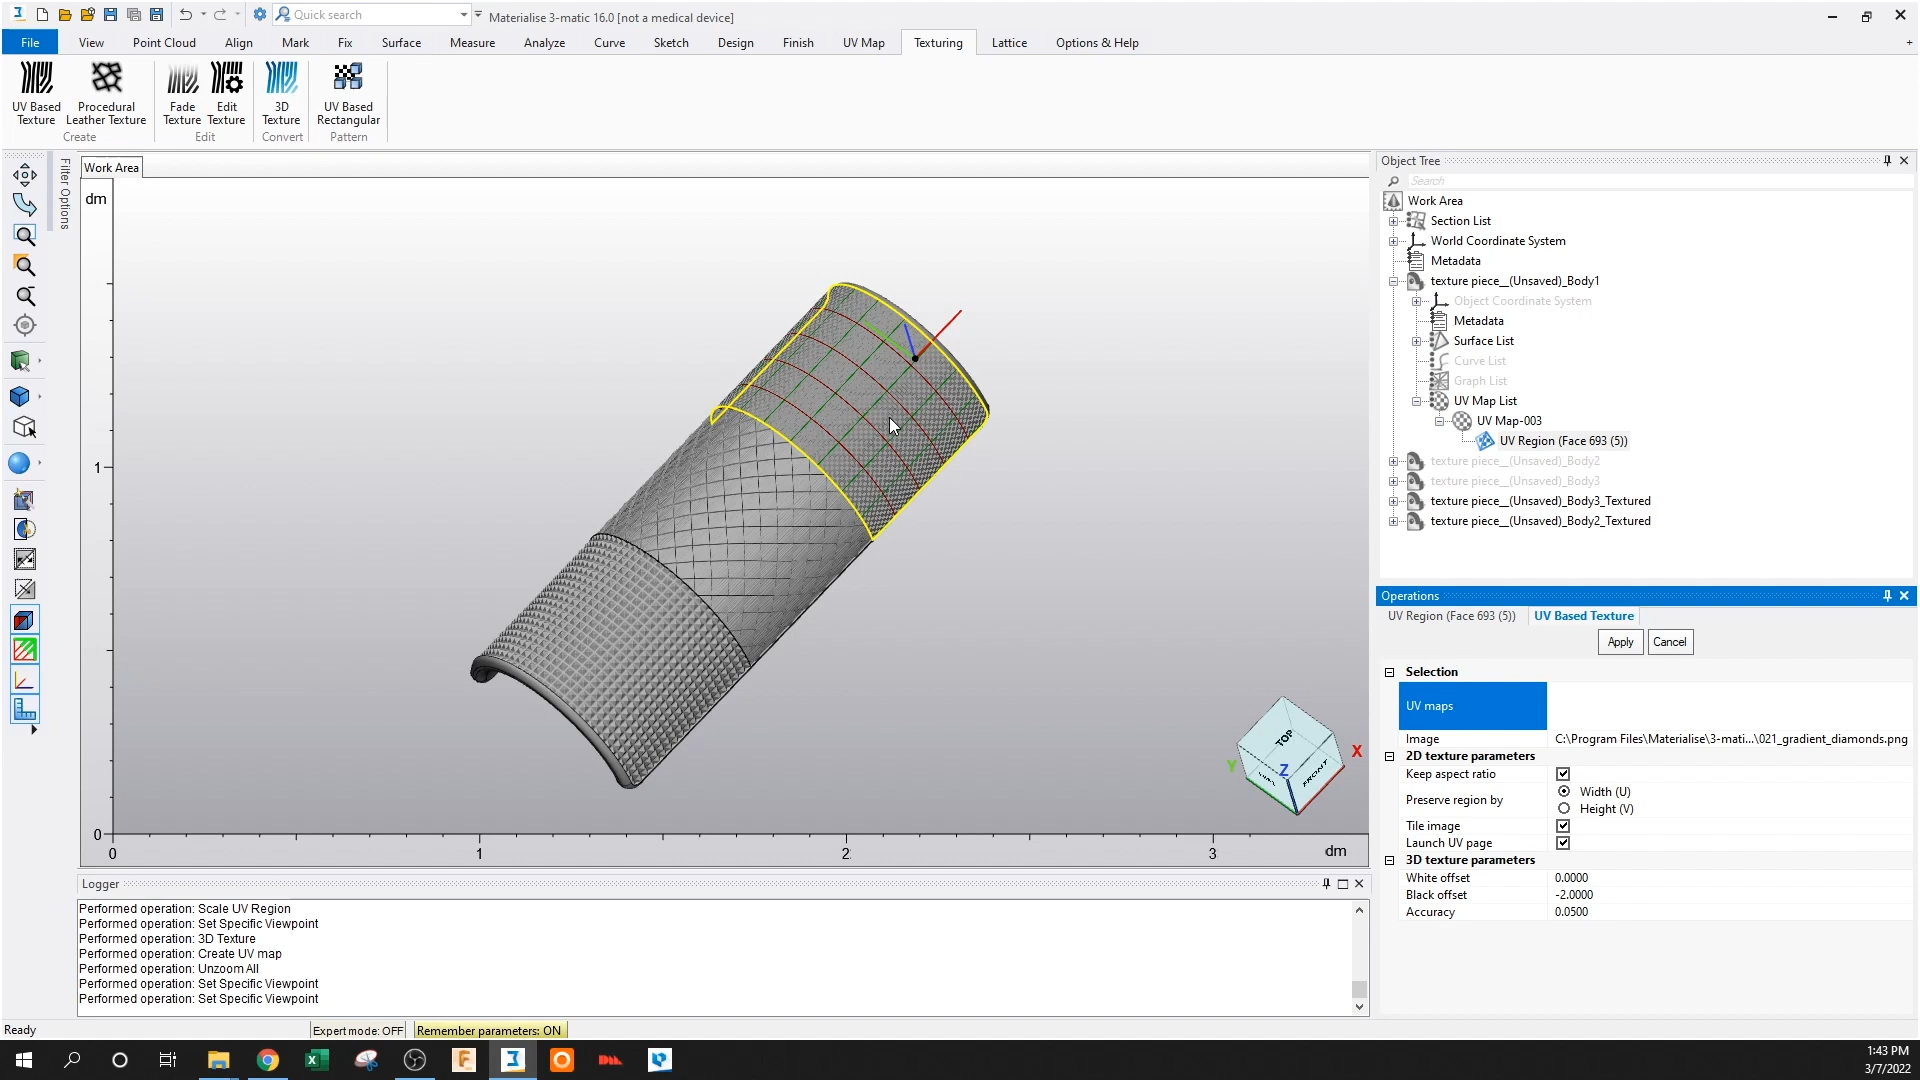 Quick search
Materialise 3-matic 16.0 [not a medical device]
File View Point Cloud Align Mark Fix Surface Measure Analyze Curve Sketch Design Finish UV Map Texturing Lattice Options & Help
UV Based Texture
Procedural Leather Texture
Create
Fade Texture
Edit Texture
Edit
3D Texture
Convert
UV Based Rectangular
Pattern
Filter Options
Work Area
dm
1
0
0 1 2 3 dm
TOP
FRONT
LEFT
X
Y
Z
Logger
Performed operation: Scale UV Region
Performed operation: Set Specific Viewpoint
Performed operation: 3D Texture
Performed operation: Create UV map
Performed operation: Unzoom All
Performed operation: Set Specific Viewpoint
Performed operation: Set Specific Viewpoint
Object Tree
Search
Work Area
Section List
World Coordinate System
Metadata
texture piece__(Unsaved)_Body1
Object Coordinate System
Metadata
Surface List
Curve List
Graph List
UV Map List
UV Map-003
UV Region (Face 693 (5))
texture piece__(Unsaved)_Body2
texture piece__(Unsaved)_Body3
texture piece__(Unsaved)_Body3_Textured
texture piece__(Unsaved)_Body2_Textured
Operations
UV Region (Face 693 (5)) UV Based Texture
Apply Cancel
Selection
UV maps
Image C:\Program Files\Materialise\3-mati...\021_gradient_diamonds.png
2D texture parameters
Keep aspect ratio
Preserve region by Width (U)
Height (V)
Tile image
Launch UV page
3D texture parameters
White offset 0.0000
Black offset -2.0000
Accuracy 0.0500
Ready Expert mode: OFF Remember parameters: ON
1:43 PM
3/7/2022